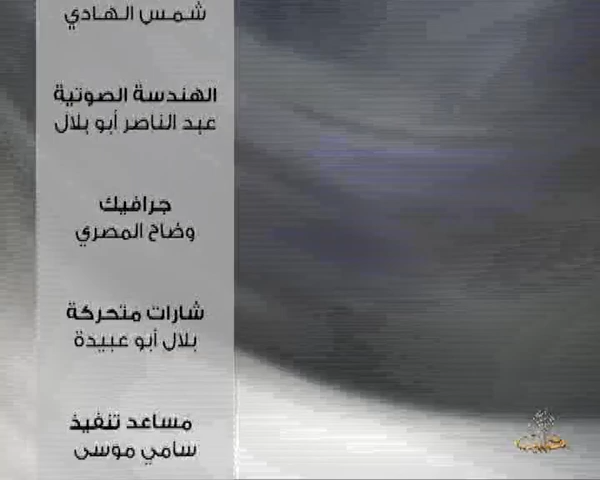 شمس الهادي
الهندسة الصوتية
عبد الناصر أبو بلال
جرافيك
وضاح المصري
شارات متحركة
بلال أبو عبيدة
مساعد تنفيذ
سامي موسى